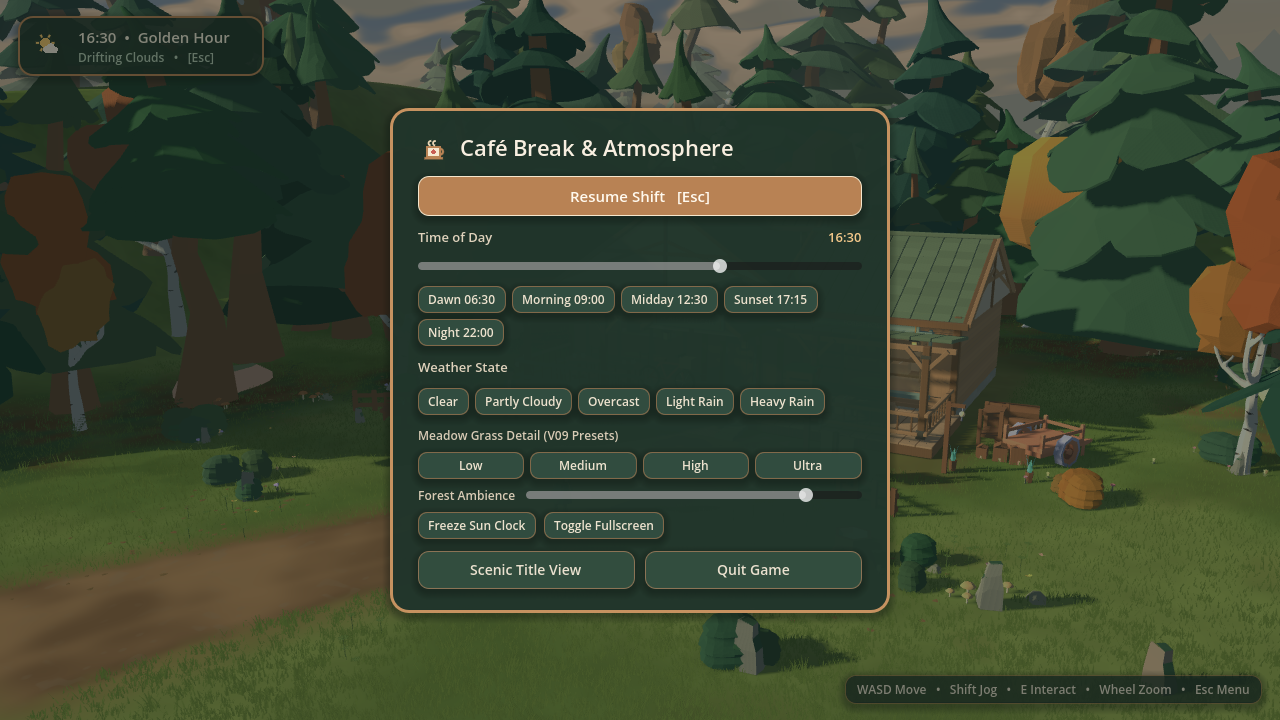 16:30 • Golden Hour
Drifting Clouds • [Esc]
Café Break & Atmosphere
Resume Shift [Esc]
Time of Day 16:30
Dawn 06:30 Morning 09:00 Midday 12:30 Sunset 17:15
Night 22:00
Weather State
Clear Partly Cloudy Overcast Light Rain Heavy Rain
Meadow Grass Detail (V09 Presets)
Low Medium High Ultra
Forest Ambience
Freeze Sun Clock Toggle Fullscreen
Scenic Title View Quit Game
WASD Move • Shift Jog • E Interact • Wheel Zoom • Esc Menu